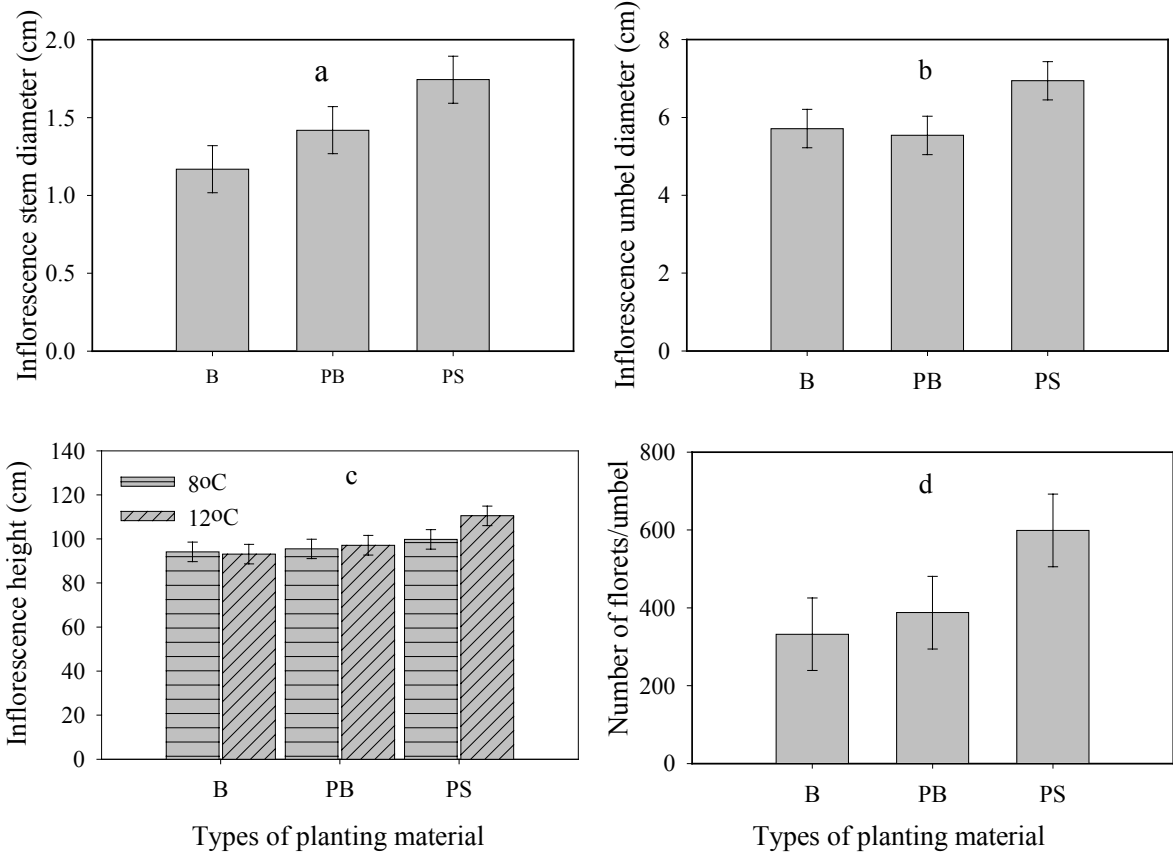 Inflorescence stem diameter (cm)
2.0
1.5
1.0
0.5
0.0
a
B PB PS
Inflorescence umbel diameter (cm)
8
6
4
2
0
b
B PB PS
Inflorescence height (cm)
140
120
100
80
60
40
20
0
8oC
12oC
c
B PB PS
Types of planting material
Number of florets/umbel
800
600
400
200
0
d
B PB PS
Types of planting material